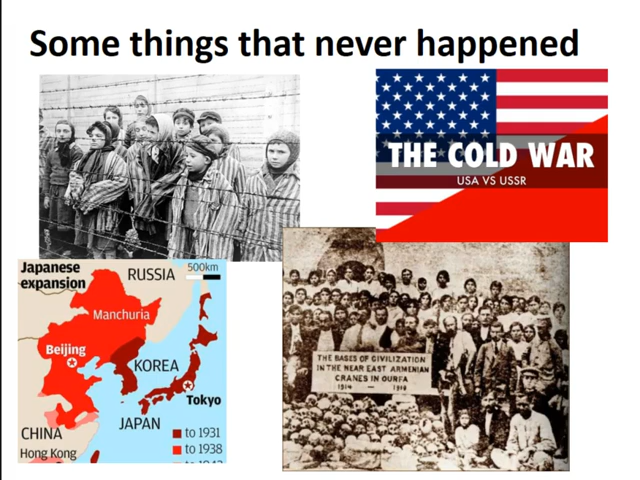 Some things that never happened
THE COLD WAR
USA VS USSR
Japanese
expansion
RUSSIA
500km
Manchuria
Beijing
KOREA
Tokyo
JAPAN
CHINA
Hong Kong
to 1931
to 1938
THE BASES OF CIVILIZATION
IN THE NEAR EAST ARMENIAN
CRANES IN OURFA
1914 — 1918